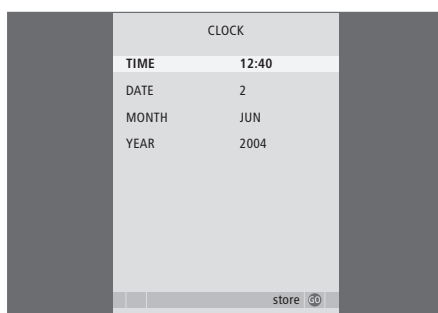 CLOCK
TIME 12:40
DATE 2
MONTH JUN
YEAR 2004
store GO